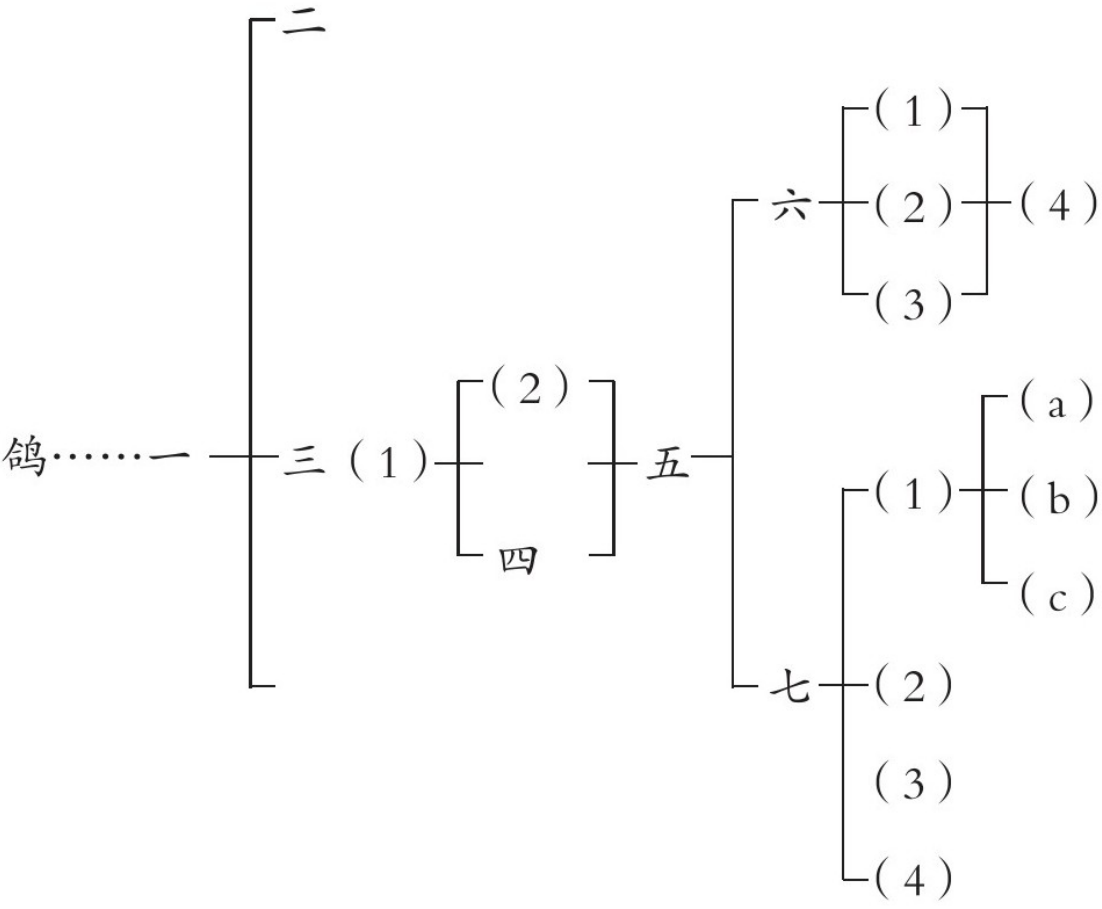 二
(1)
六 (2) (4)
(3)
(2)
鸽……一 三 (1) 五
四
(a)
(1) (b)
(c)
七 (2)
(3)
(4)